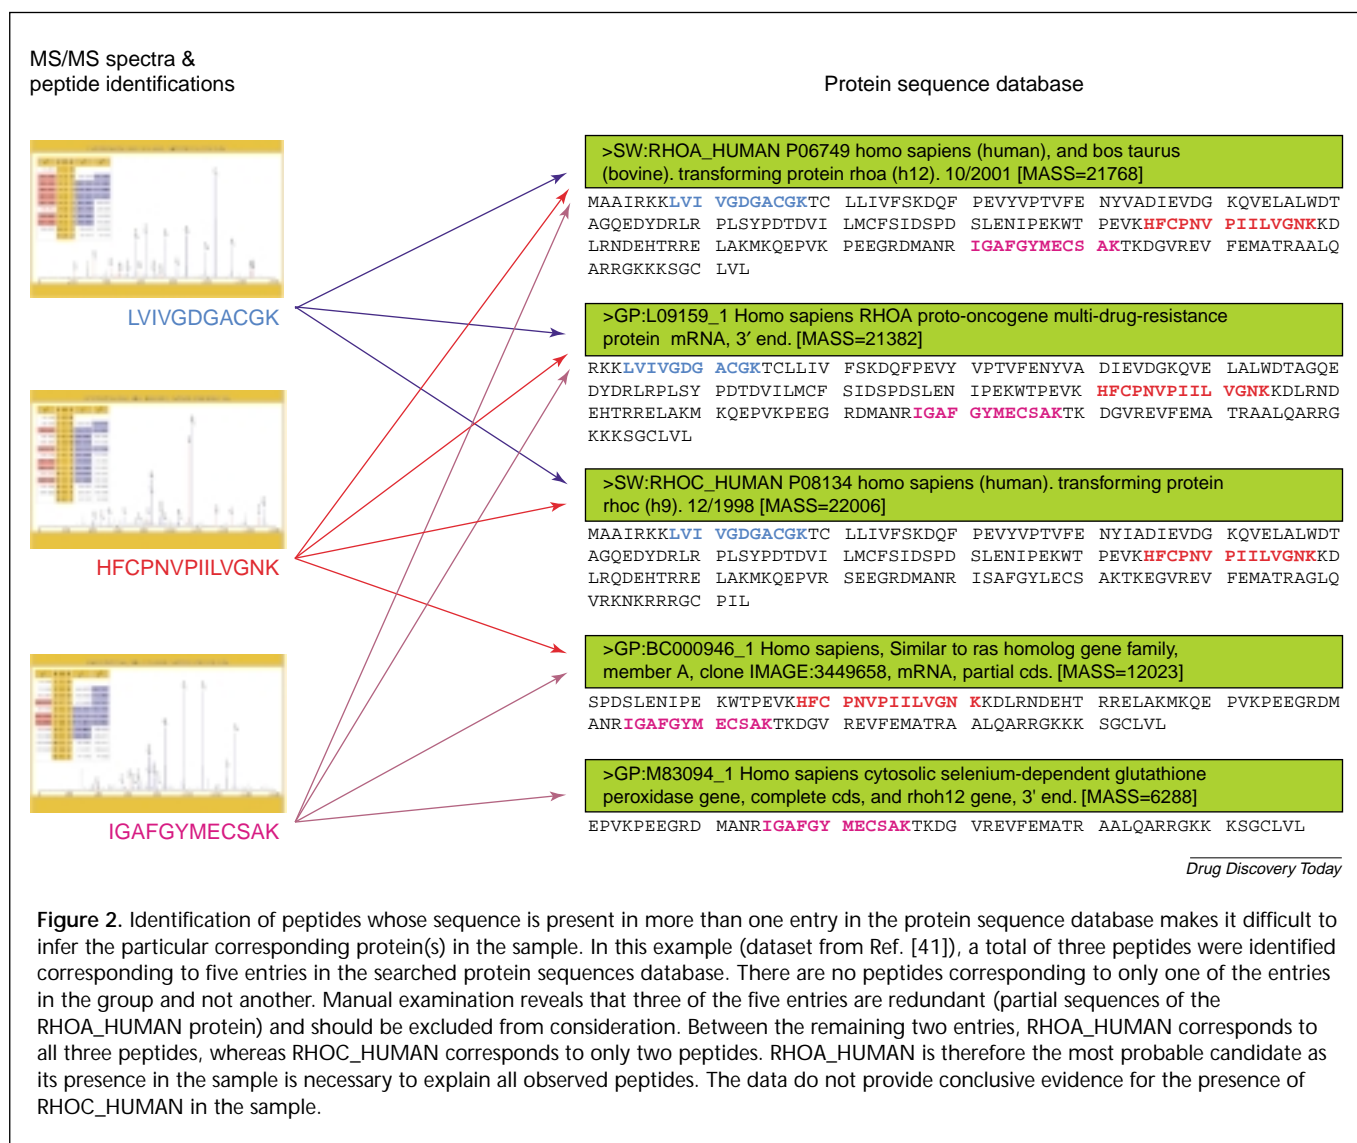 MS/MS spectra &
peptide identifications
Protein sequence database
LVIVGDGACGK
HFCPNVPIILVGNK
IGAFGYMECSAK
>SW:RHOA_HUMAN P06749 homo sapiens (human), and bos taurus
(bovine). transforming protein rhoa (h12). 10/2001 [MASS=21768]
MAAIRKKLVI VGDGACGKTC LLIVFSKDQF PEVYVPTVFE NYVADIEVDG KQVELALWDT
AGQEDYDRLR PLSYPDTDVI LMCFSIDSPD SLENIPEKWT PEVKHFCPNV PIILVGNKKD
LRNDEHTRRE LAKMKQEPVK PEEGRDMANR IGAFGYMECS AKTKDGVREV FEMATRAALQ
ARRGKKKSGC LVL
>GP:L09159_1 Homo sapiens RHOA proto-oncogene multi-drug-resistance
protein mRNA, 3′ end. [MASS=21382]
RKKLVIVGDG ACGKTCLLIV FSKDQFPEVY VPTVFENYVA DIEVDGKQVE LALWDTAGQE
DYDRLRPLSY PDTDVILMCF SIDSPDSLEN IPEKWTPEVK HFCPNVPIIL VGNKKDLRND
EHTRRELAKM KQEPVKPEEG RDMANRIGAF GYMECSAKTK DGVREVFEMA TRAALQARRG
KKKSGCLVL
>SW:RHOC_HUMAN P08134 homo sapiens (human). transforming protein
rhoc (h9). 12/1998 [MASS=22006]
MAAIRKKLVI VGDGACGKTC LLIVFSKDQF PEVYVPTVFE NYIADIEVDG KQVELALWDT
AGQEDYDRLR PLSYPDTDVI LMCFSIDSPD SLENIPEKWT PEVKHFCPNV PIILVGNKKD
LRQDEHTRRE LAKMKQEPVR SEEGRDMANR ISAFGYLECS AKTKEGVREV FEMATRAGLQ
VRKNKRRRGC PIL
>GP:BC000946_1 Homo sapiens, Similar to ras homolog gene family,
member A, clone IMAGE:3449658, mRNA, partial cds. [MASS=12023]
SPDSLENIPE KWTPEVKHFC PNVPIILVGN KKDLRNDEHT RRELAKMKQE PVKPEEGRDM
ANRIGAFGYM ECSAKTKDGV REVFEMATRA ALQARRGKKK SGCLVL
>GP:M83094_1 Homo sapiens cytosolic selenium-dependent glutathione
peroxidase gene, complete cds, and rhoh12 gene, 3' end. [MASS=6288]
EPVKPEEGRD MANRIGAFGY MECSAKTKDG VREVFEMATR AALQARRGKK KSGCLVL
Drug Discovery Today
Figure 2. Identification of peptides whose sequence is present in more than one entry in the protein sequence database makes it difficult to
infer the particular corresponding protein(s) in the sample. In this example (dataset from Ref. [41]), a total of three peptides were identified
corresponding to five entries in the searched protein sequences database. There are no peptides corresponding to only one of the entries
in the group and not another. Manual examination reveals that three of the five entries are redundant (partial sequences of the
RHOA_HUMAN protein) and should be excluded from consideration. Between the remaining two entries, RHOA_HUMAN corresponds to
all three peptides, whereas RHOC_HUMAN corresponds to only two peptides. RHOA_HUMAN is therefore the most probable candidate as
its presence in the sample is necessary to explain all observed peptides. The data do not provide conclusive evidence for the presence of
RHOC_HUMAN in the sample.